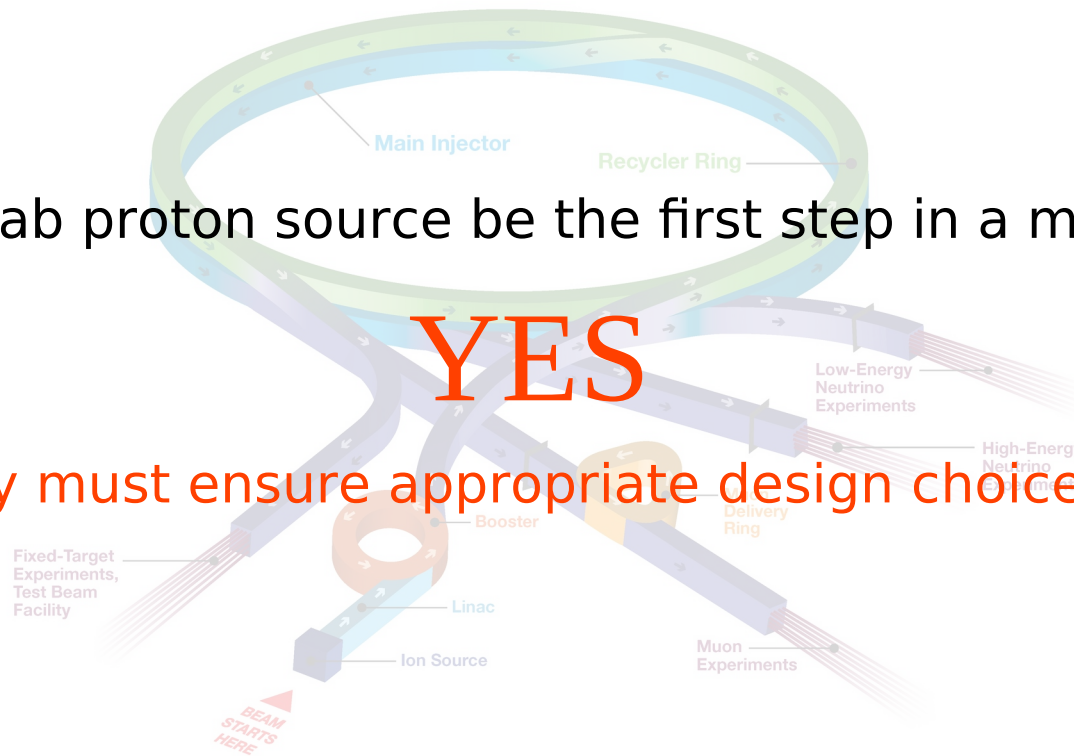 Main Injector
Recycler Ring
ab proton source be the first step in a m
YES
Low-Energy
Neutrino
Experiments
High-Energ
Neutrino
Experiments
y must ensure appropriate design choice
Delivery
Ring
Booster
Fixed-Target
Experiments,
Test Beam
Facility
Linac
Ion Source
Muon
Experiments
BEAM
STARTS
HERE